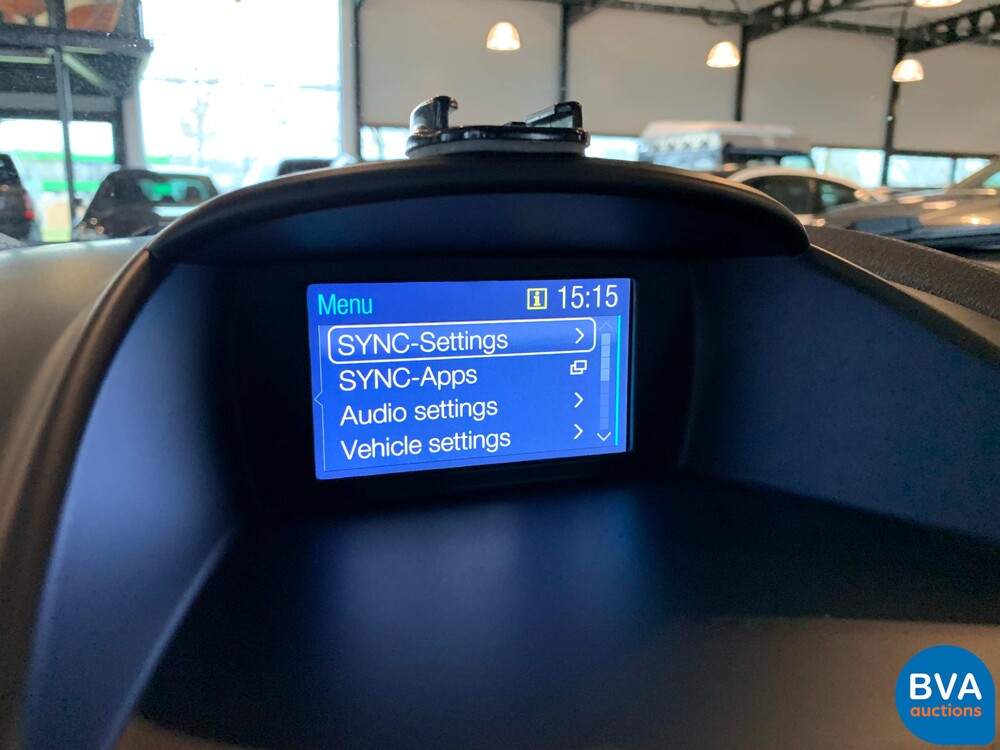 Menu
i 15:15
SYNC-Settings
SYNC-Apps
Audio settings
Vehicle settings
BVA
auctions